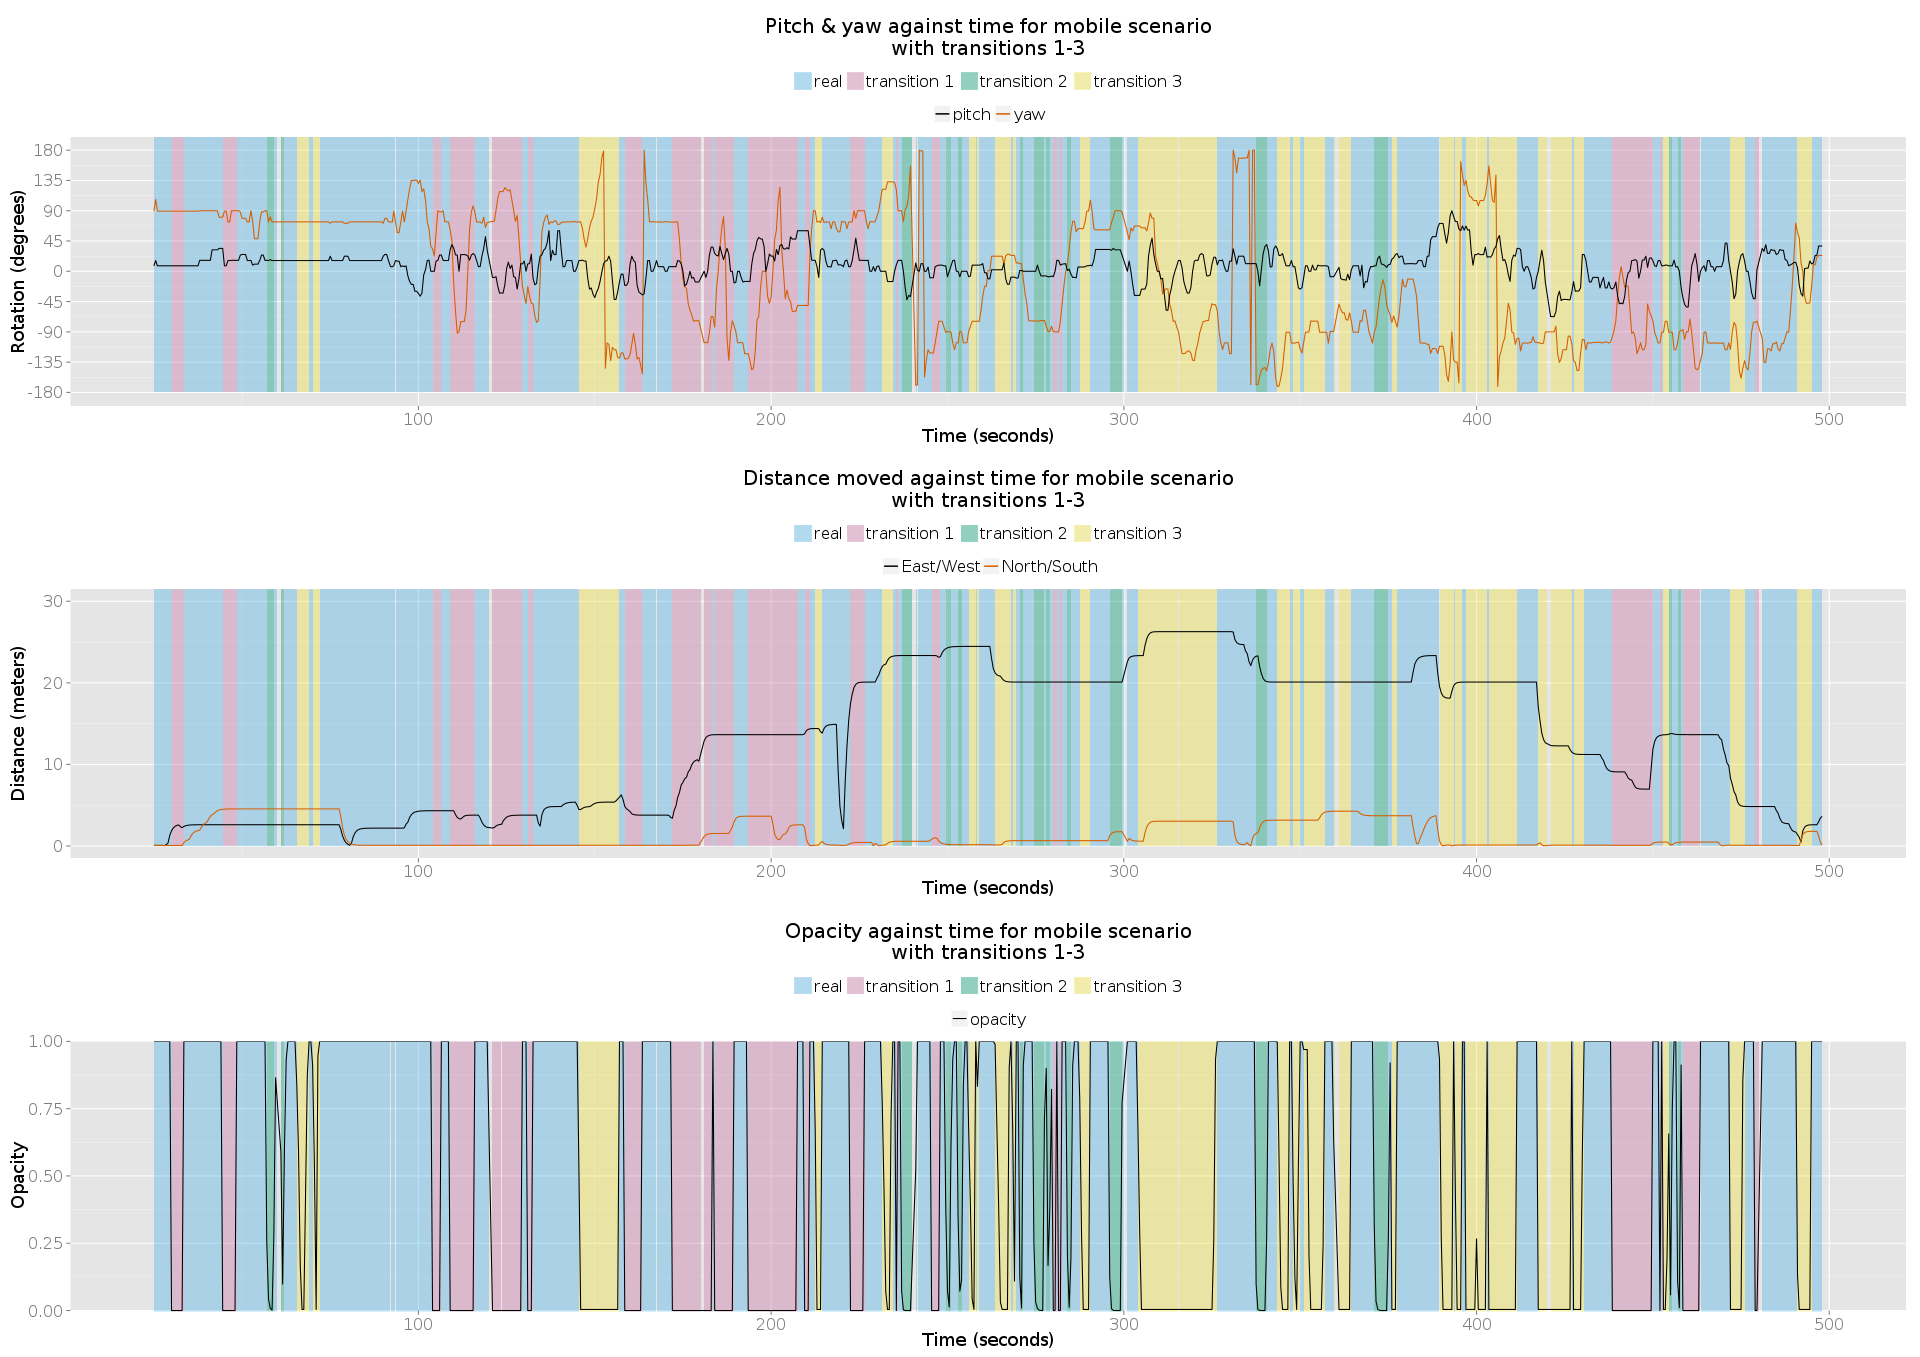 Pitch & yaw against time for mobile scenario
with transitions 1-3
real transition 1 transition 2 transition 3
pitch yaw
Rotation (degrees)
180
135
90
45
0
-45
-90
-135
-180
100 200 300 400 500
Time (seconds)
Distance moved against time for mobile scenario
with transitions 1-3
real transition 1 transition 2 transition 3
East/West North/South
Distance (meters)
30
20
10
0
100 200 300 400 500
Time (seconds)
Opacity against time for mobile scenario
with transitions 1-3
real transition 1 transition 2 transition 3
opacity
Opacity
1.00
0.75
0.50
0.25
0.00
100 200 300 400 500
Time (seconds)